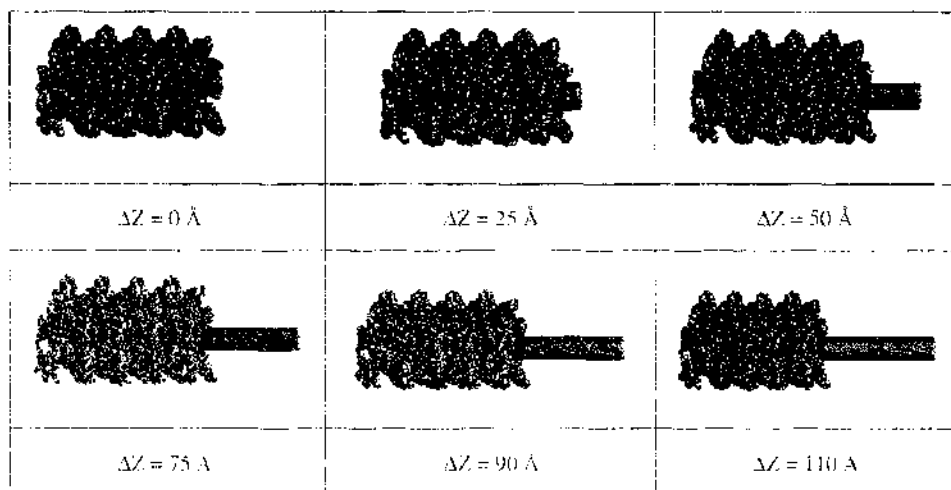 ΔZ = 0 Å
ΔZ = 25 Å
ΔZ = 50 Å
ΔZ = 75 A
ΔZ = 90 Å
ΔZ = 110 A